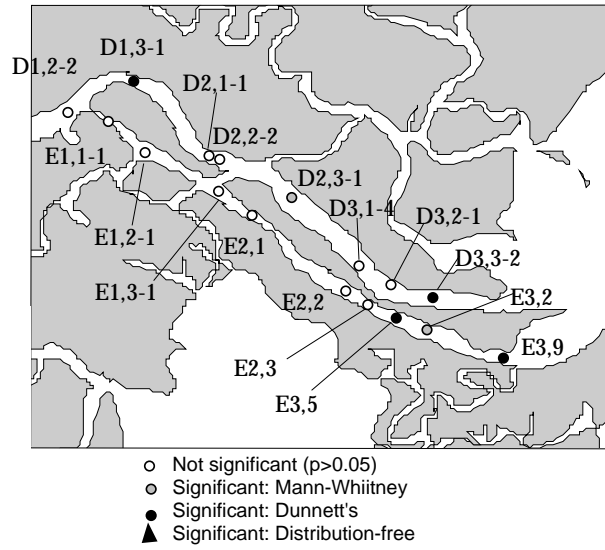 D1,2-2
D1,3-1
D2,1-1
D2,2-2
E1,1-1
D2,3-1
D3,1-4
D3,2-1
E1,2-1
E2,1
D3,3-2
E1,3-1
E2,2
E3,2
E2,3
E3,9
E3,5
Not significant (p>0.05)
Significant: Mann-Whiitney
Significant: Dunnett's
Significant: Distribution-free